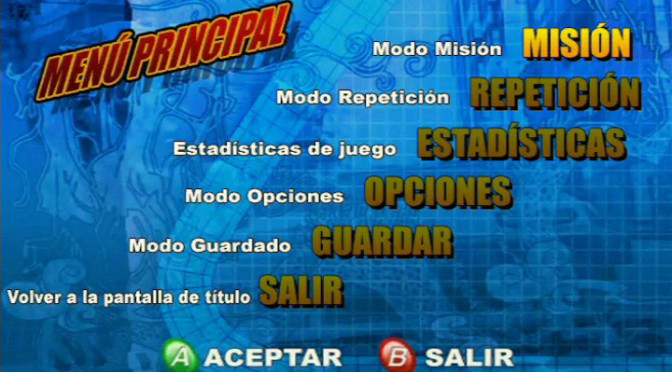 MENÚ PRINCIPAL
Modo Misión MISIÓN
Modo Repetición REPETICIÓN
Estadísticas de juego ESTADÍSTICAS
Modo Opciones OPCIONES
Modo Guardado GUARDAR
Volver a la pantalla de título SALIR
A ACEPTAR B SALIR